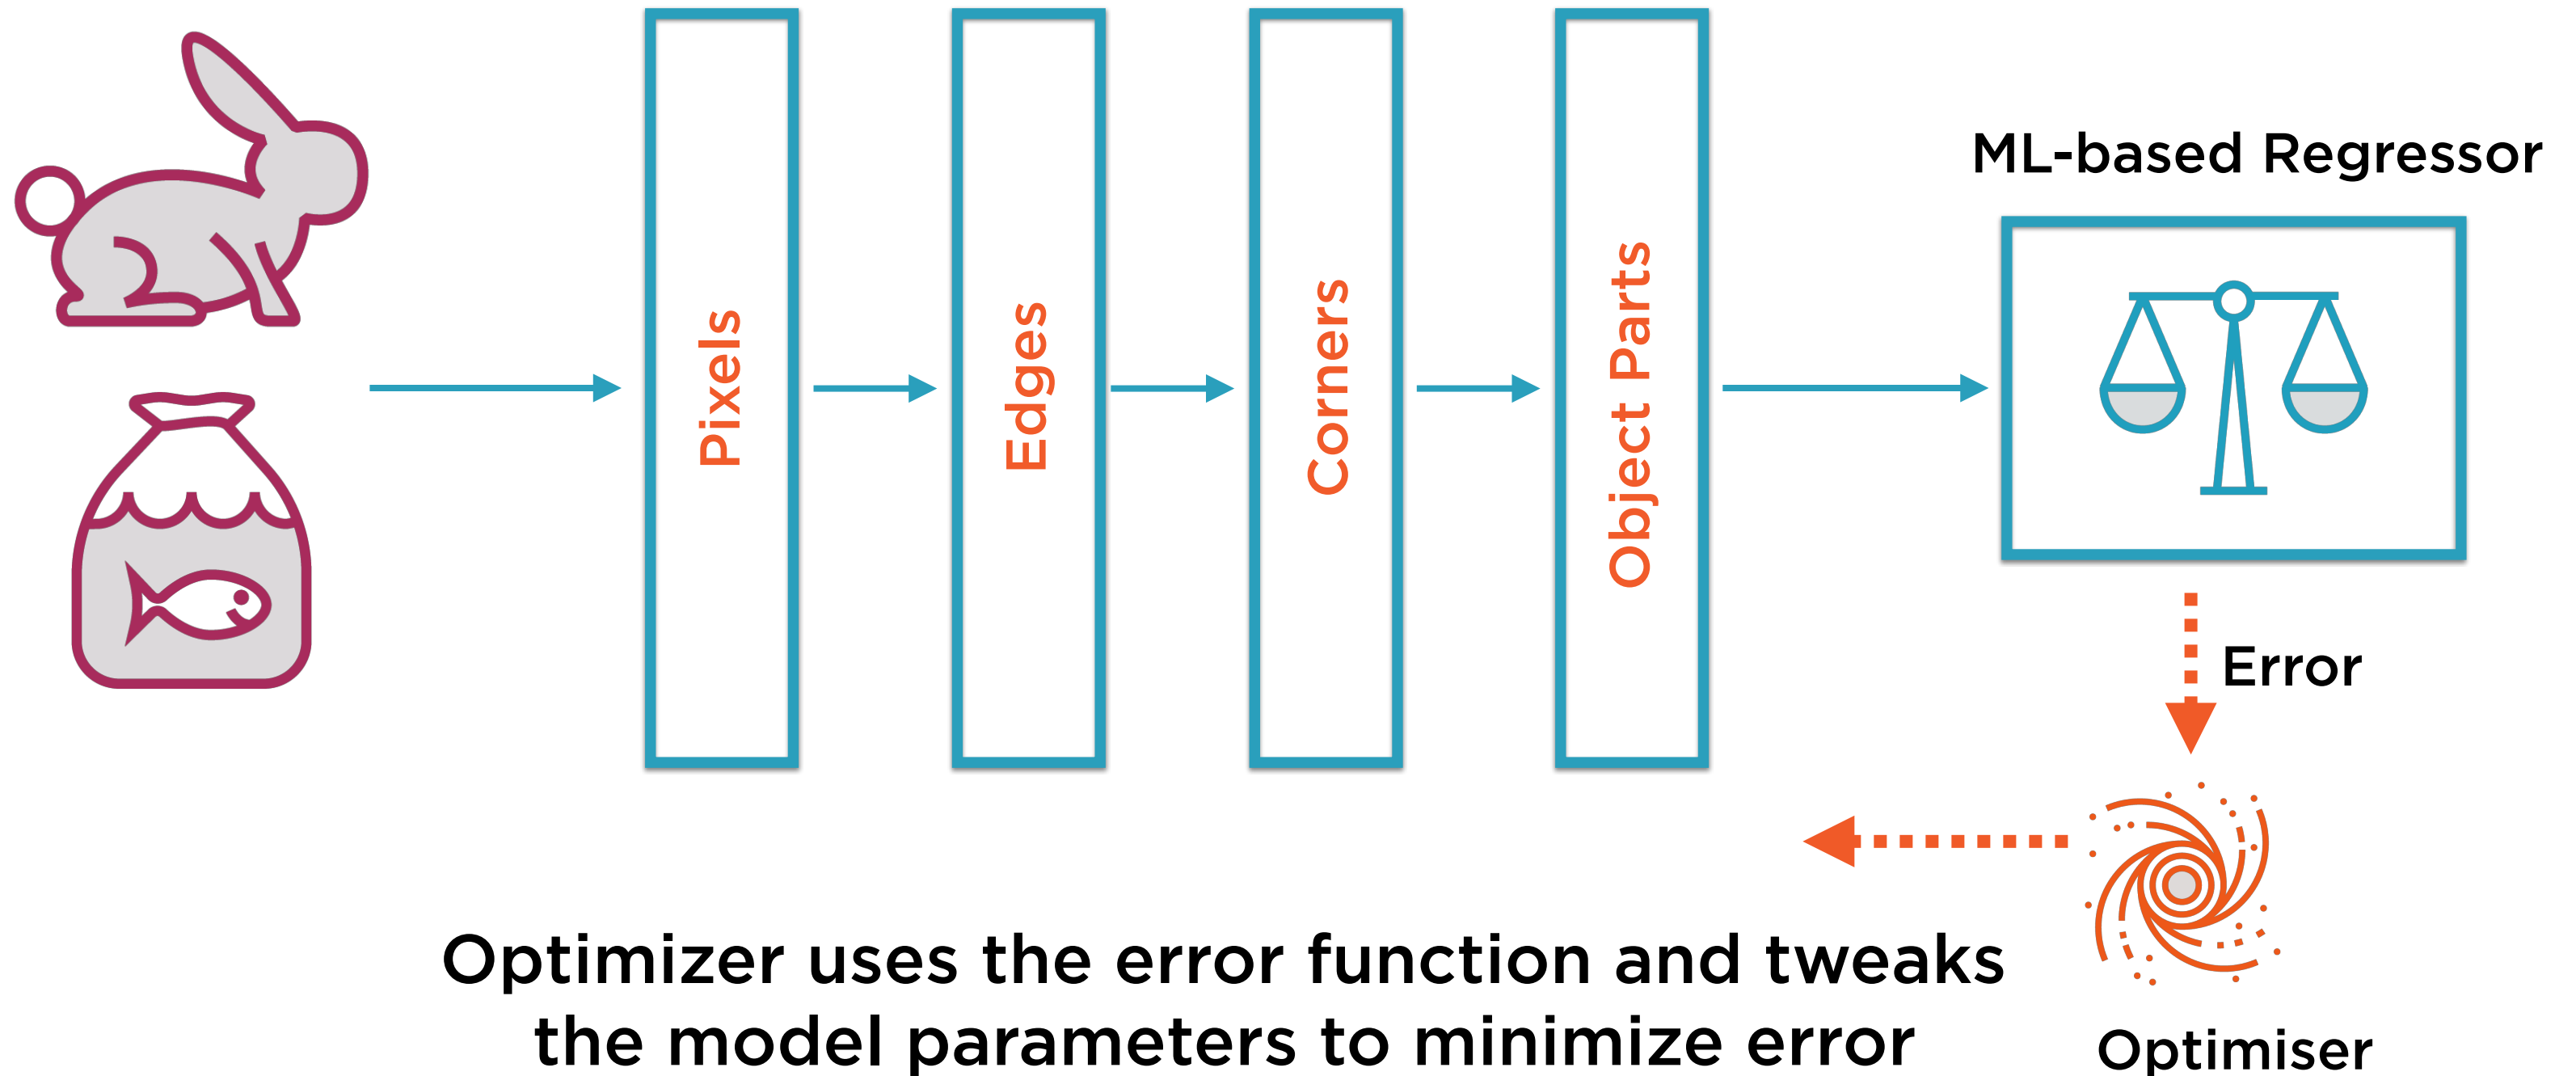 Pixels
Edges
Corners
Object Parts
ML-based Regressor
Error
Optimizer uses the error function and tweaks
the model parameters to minimize error
Optimiser